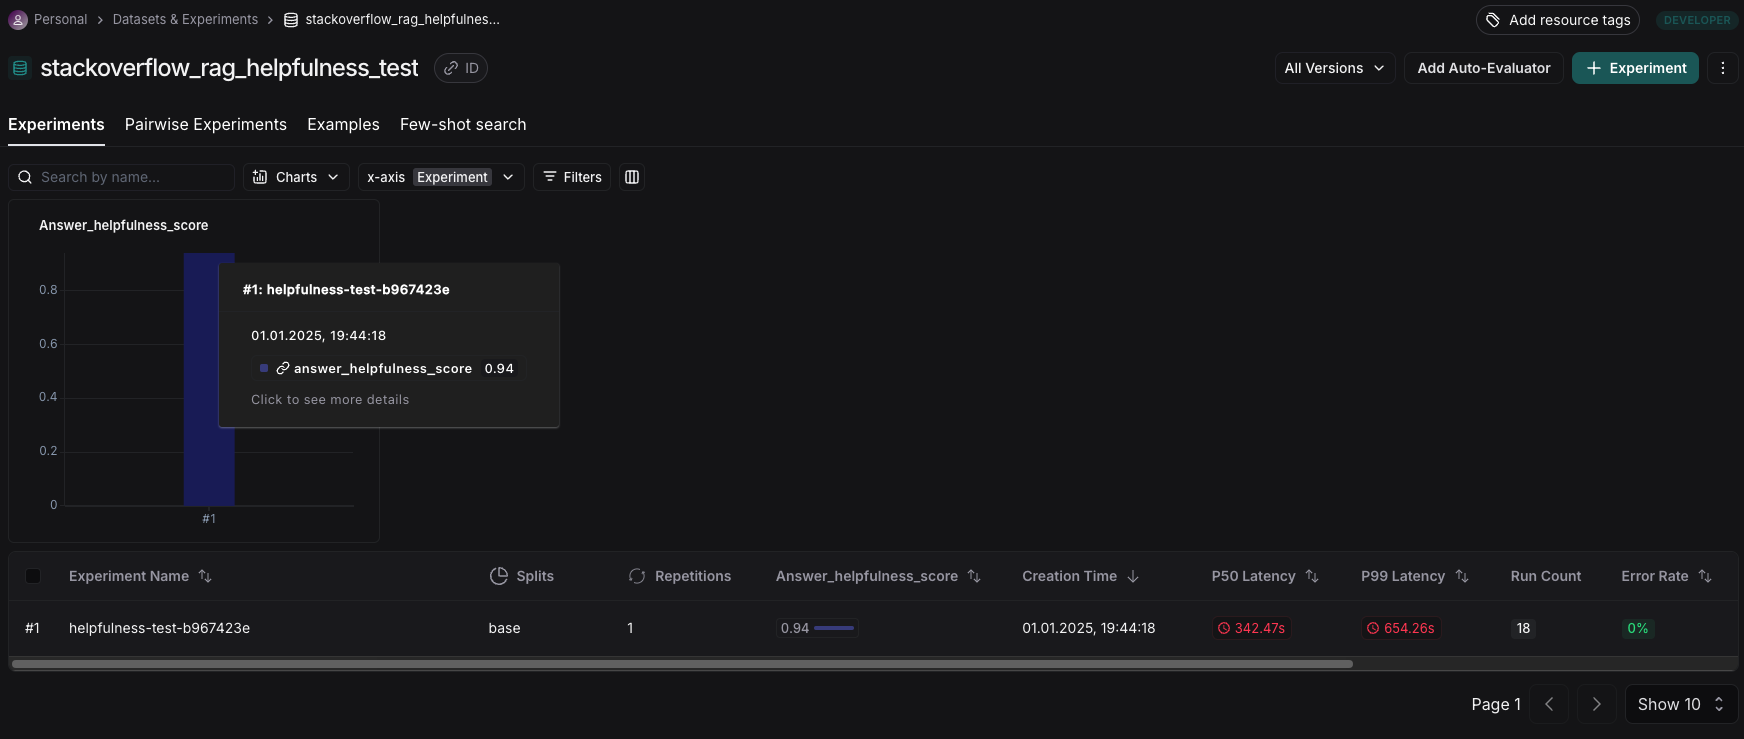 Personal > Datasets & Experiments > stackoverflow_rag_helpfulnes...
Add resource tags DEVELOPER
stackoverflow_rag_helpfulness_test ID
All Versions Add Auto-Evaluator + Experiment
Experiments Pairwise Experiments Examples Few-shot search
Search by name... Charts x-axis Experiment Filters
Answer_helpfulness_score
0.8
0.6
0.4
0.2
0
#1
#1: helpfulness-test-b967423e
01.01.2025, 19:44:18
answer_helpfulness_score 0.94
Click to see more details
Experiment Name Splits Repetitions Answer_helpfulness_score Creation Time P50 Latency P99 Latency Run Count Error Rate
#1 helpfulness-test-b967423e base 1 0.94 01.01.2025, 19:44:18 342.47s 654.26s 18 0%
Page 1 Show 10